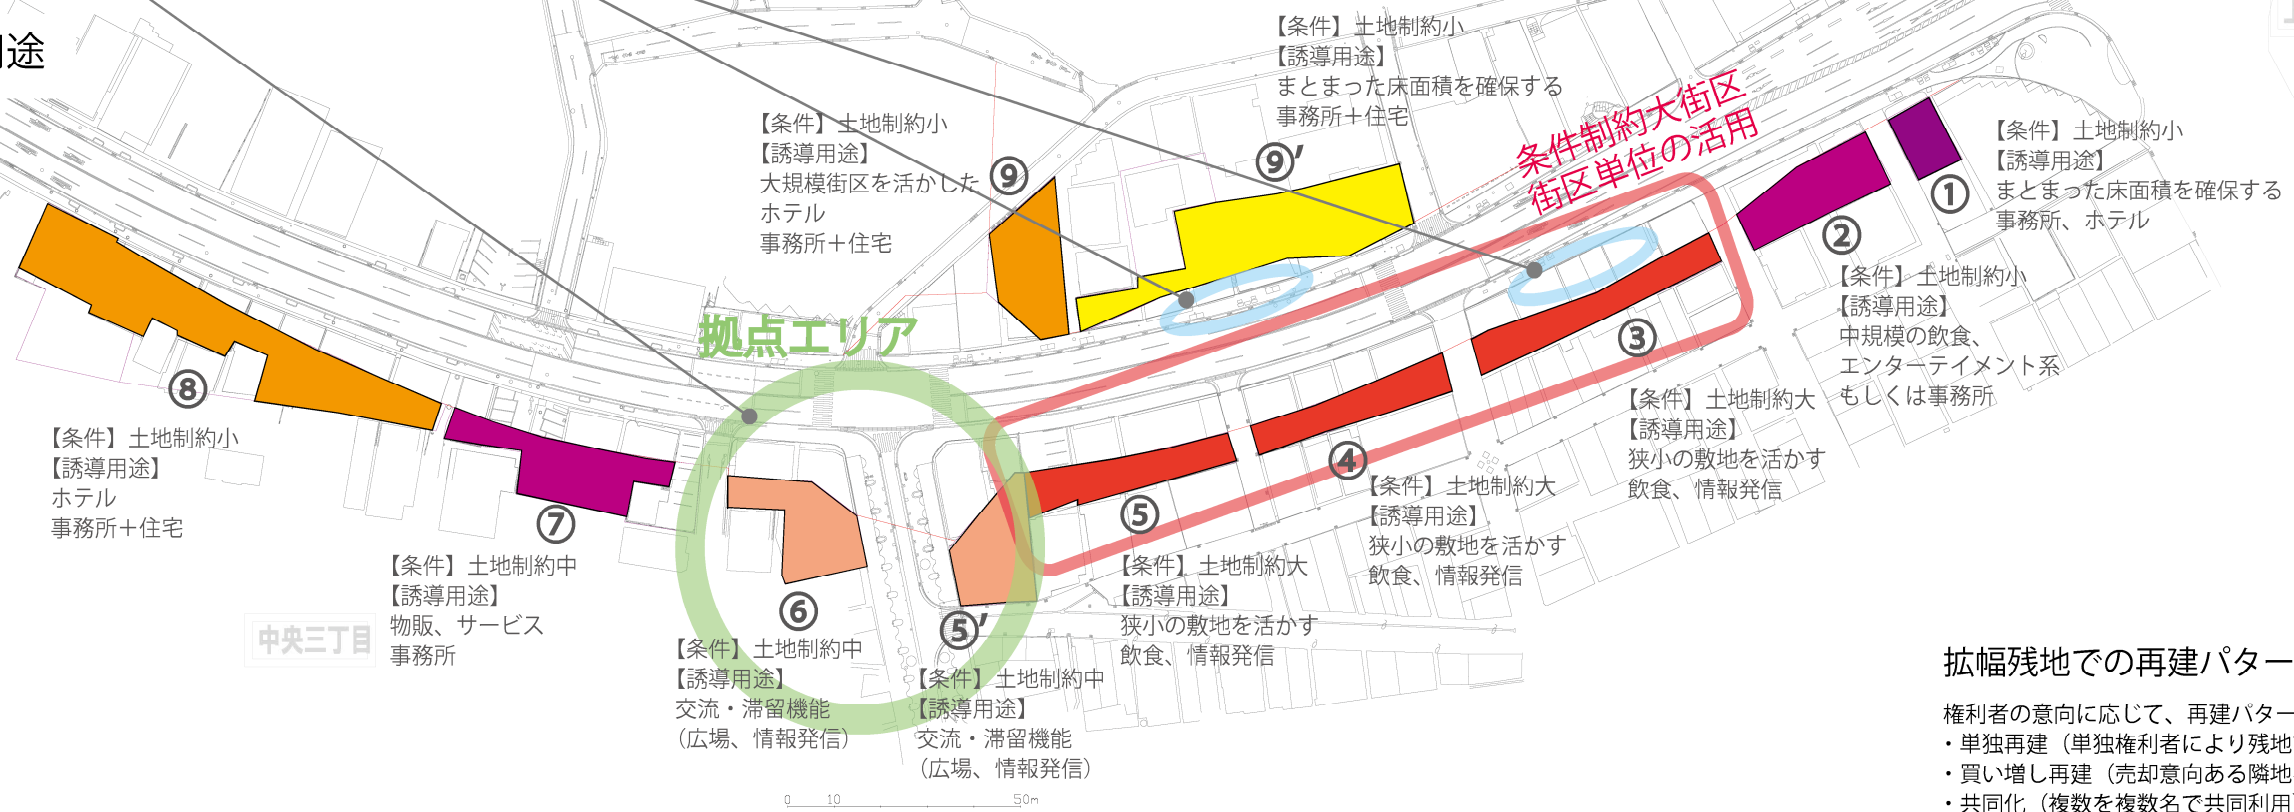 途
【条件】土地制約小
【誘導用途】
まとまった床面積を確保する
事務所＋住宅
⑨′
【条件】土地制約小
【誘導用途】
大規模街区を活かした
ホテル
事務所＋住宅
⑨
条件制約大街区
街区単位の活用
①
【条件】土地制約小
【誘導用途】
まとまった床面積を確保する
事務所、ホテル
②
【条件】土地制約小
【誘導用途】
中規模の飲食、
エンターテイメント系
もしくは事務所
拠点エリア
③
【条件】土地制約大
【誘導用途】
狭小の敷地を活かす
飲食、情報発信
④
【条件】土地制約大
【誘導用途】
狭小の敷地を活かす
飲食、情報発信
⑤
【条件】土地制約大
【誘導用途】
狭小の敷地を活かす
飲食、情報発信
⑧
【条件】土地制約小
【誘導用途】
ホテル
事務所＋住宅
⑦
【条件】土地制約中
【誘導用途】
物販、サービス
事務所
⑥
【条件】土地制約中
【誘導用途】
交流・滞留機能
（広場、情報発信）
⑤′
【条件】土地制約中
【誘導用途】
交流・滞留機能
（広場、情報発信）
中央三丁目
0 10 50m
拡幅残地での再建パター
権利者の意向に応じて、再建パター
・単独再建（単独権利者により残地
・買い増し再建（売却意向ある隣地
・共同化（複数を複数名で共同利用